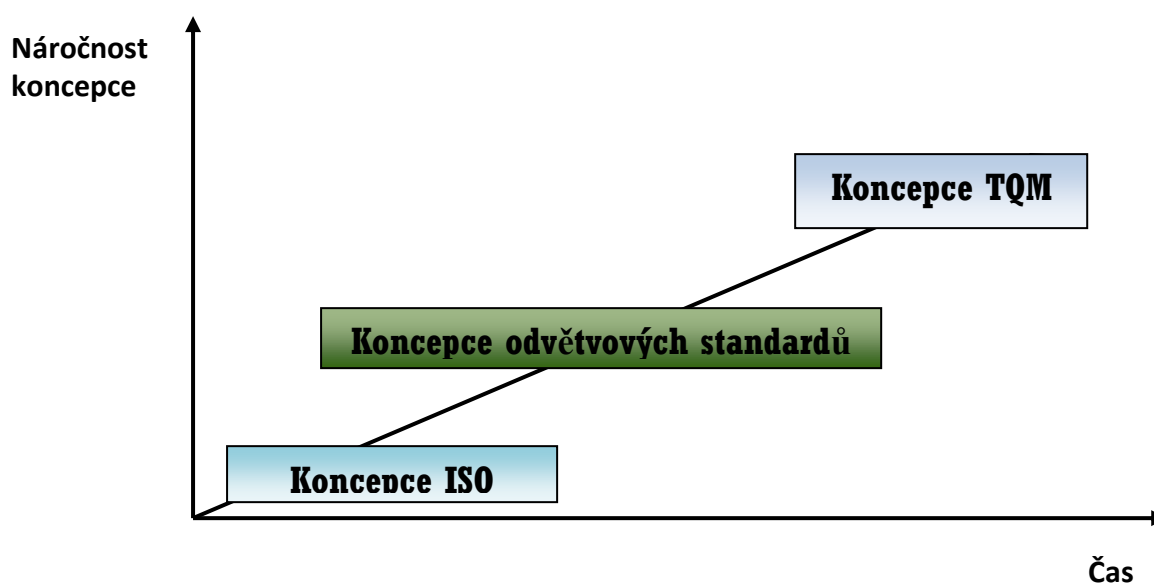 Náročnost
koncepce
Koncepce TQM
Koncepce odvětvových standardů
Koncepce ISO
Čas